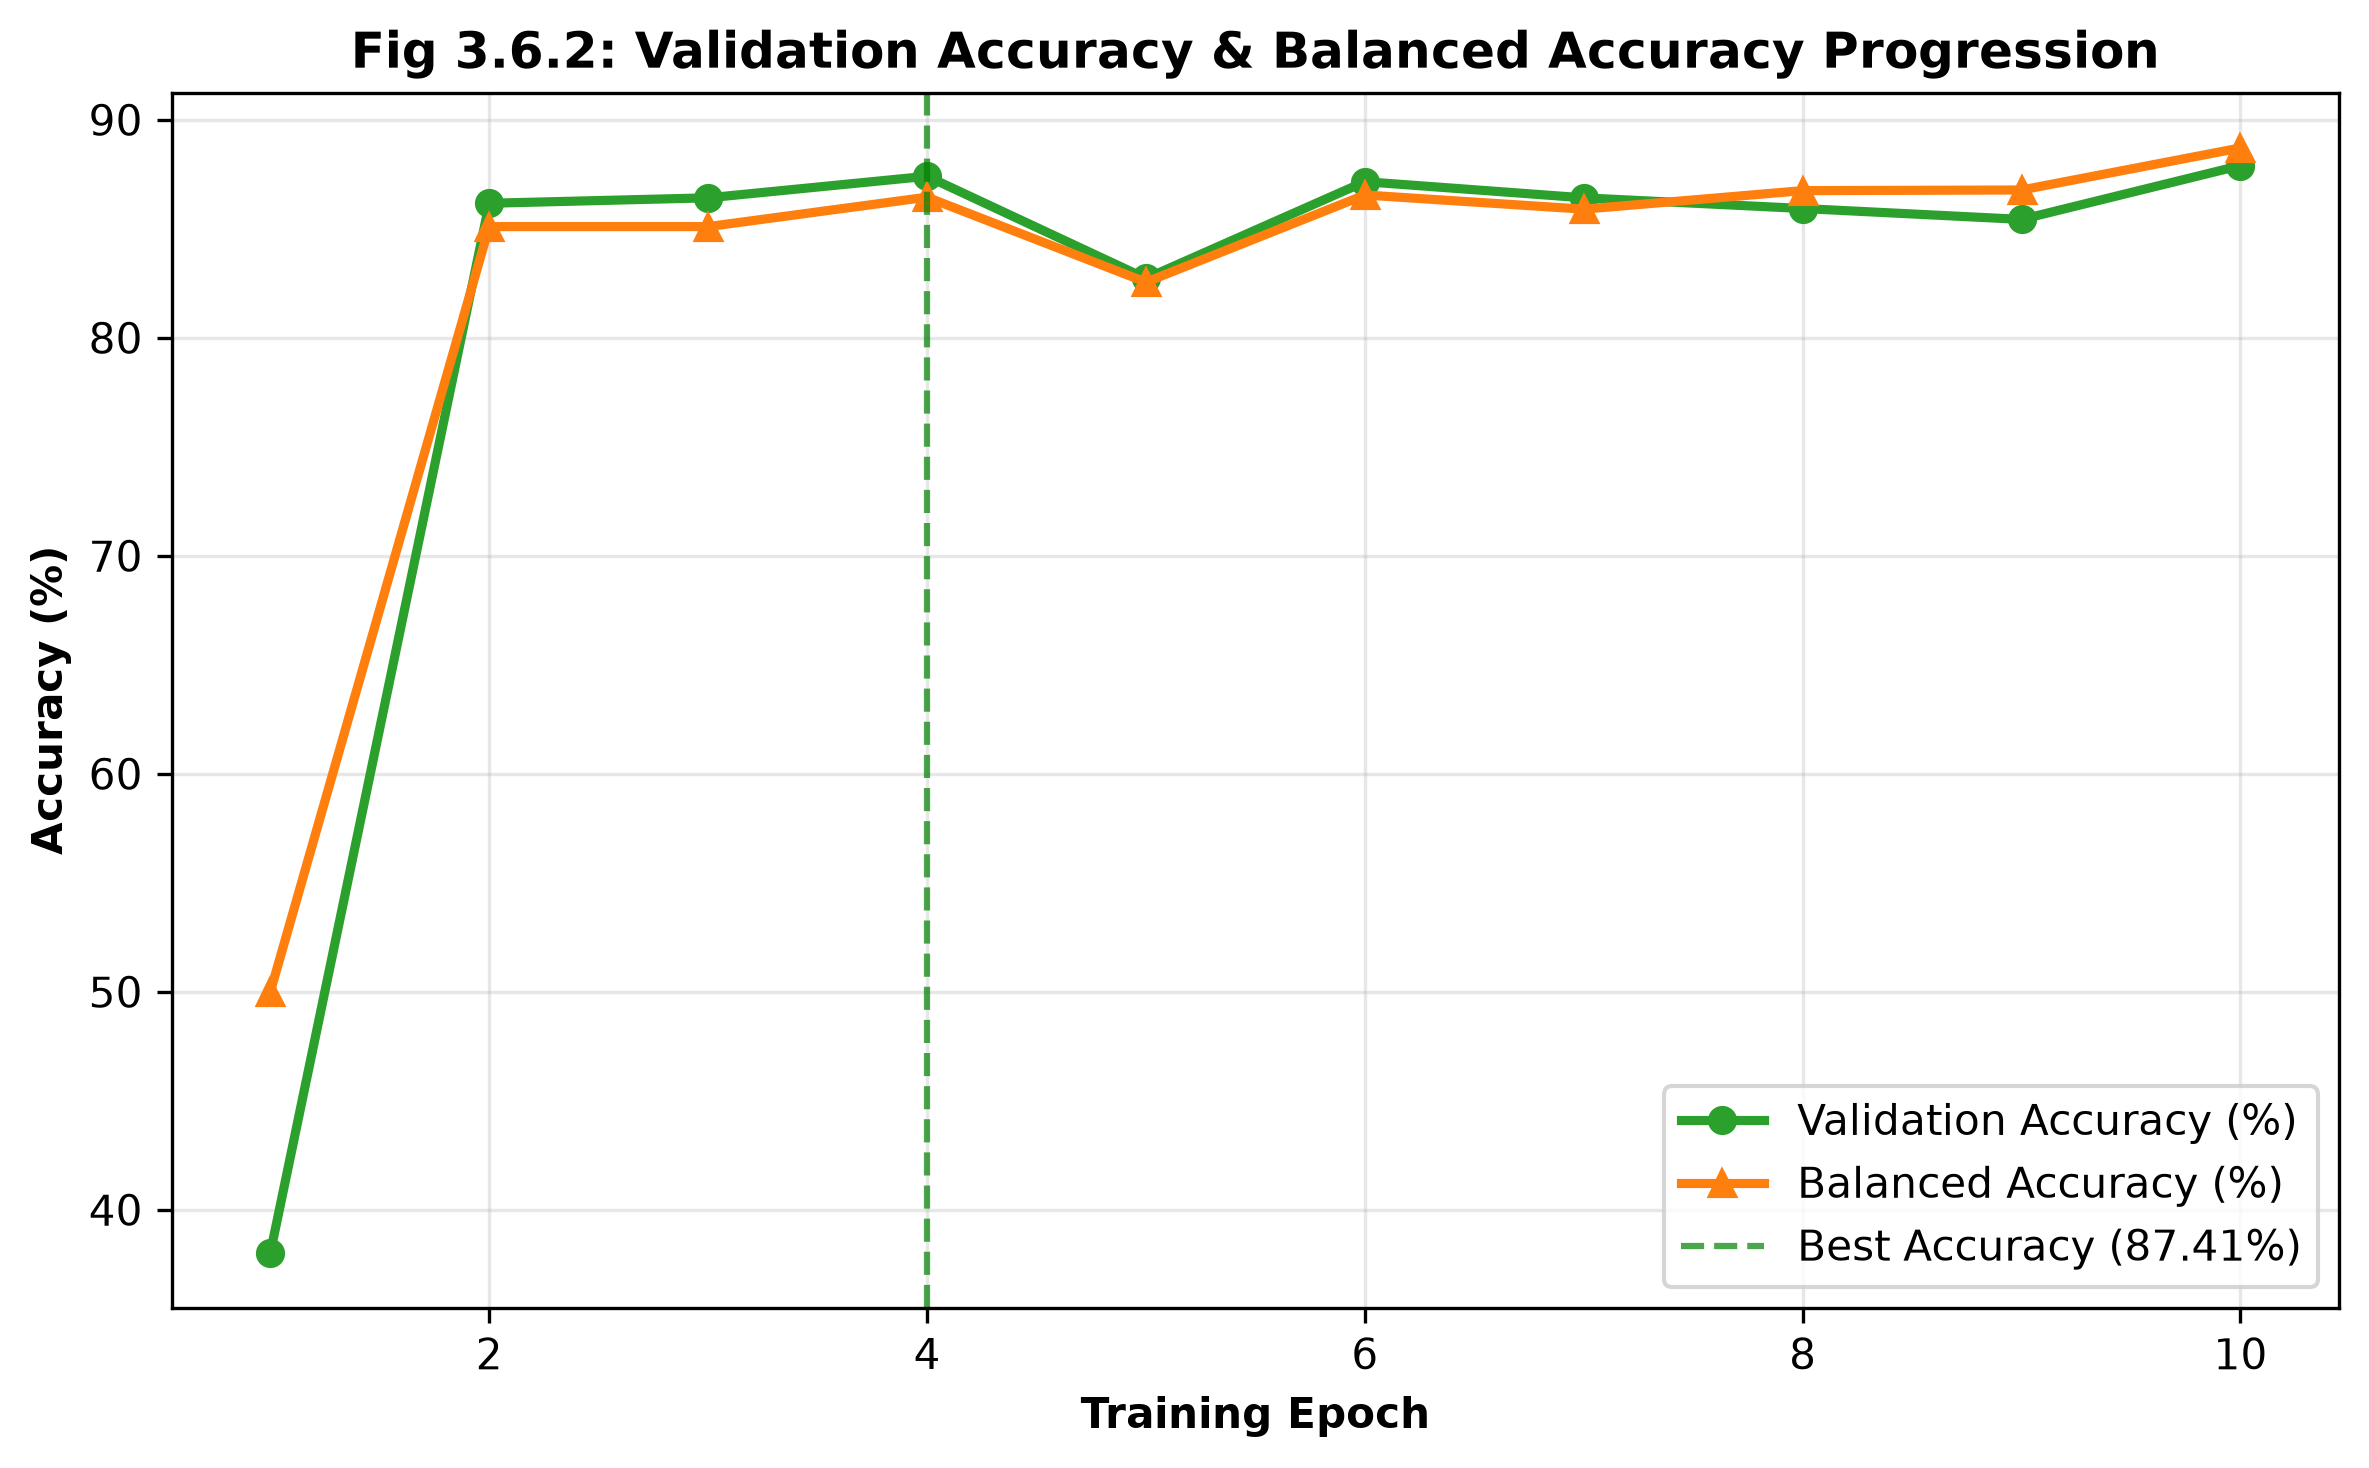 Fig 3.6.2: Validation Accuracy & Balanced Accuracy Progression
90
80
70
60
50
40
Accuracy (%)
2
4
6
8
10
Training Epoch
Validation Accuracy (%)
Balanced Accuracy (%)
Best Accuracy (87.41%)